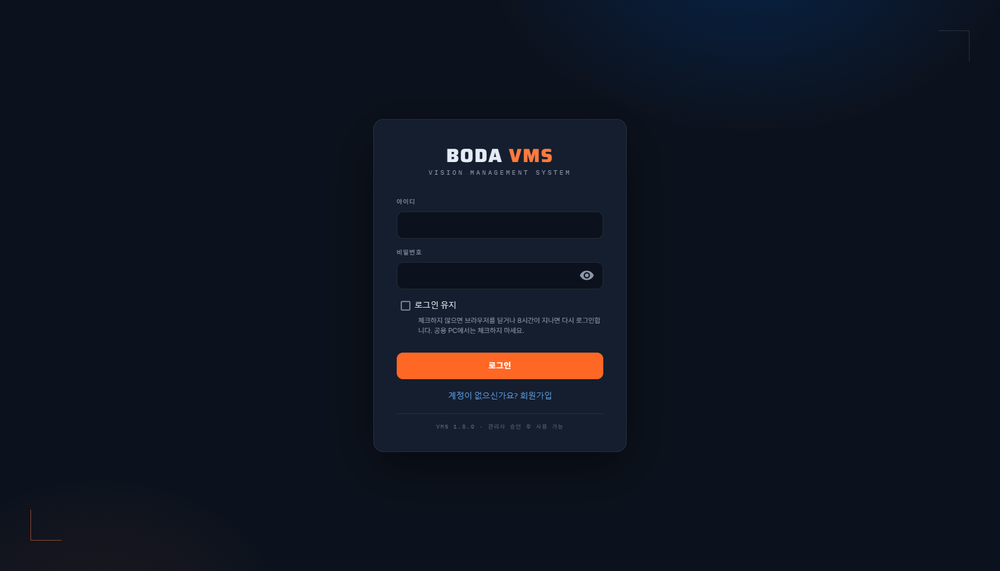 BODA VMS
VISION MANAGEMENT SYSTEM
아이디
비밀번호
로그인 유지
체크하지 않으면 브라우저를 닫거나 8시간이 지나면 다시 로그인합
니다. 공용 PC에서는 체크하지 마세요.
로그인
계정이 없으신가요? 회원가입
VMS 1.8.0 · 관리사 승인 후 사용 가능